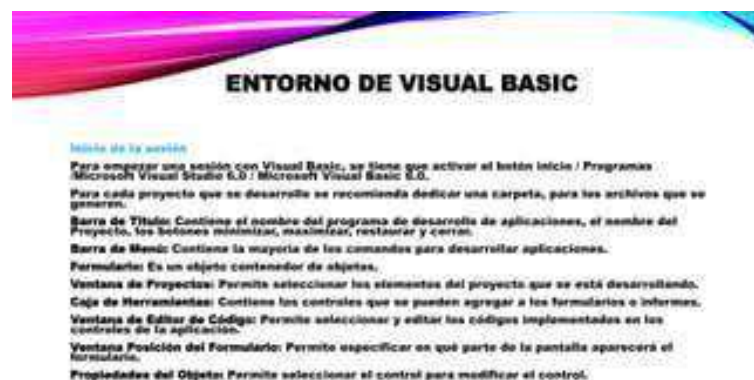 ENTORNO DE VISUAL BASIC
Inicio de la sesión
Para empezar una sesión con Visual Basic, se tiene que activar el botón inicio / Programas
/Microsoft Visual Studio 6.0 / Microsoft Visual Basic 6.0.
Para cada proyecto que se desarrolle se recomienda dedicar una carpeta, para los archivos que se
generen.
Barra de Título: Contiene el nombre del programa de desarrollo de aplicaciones, el nombre del
Proyecto, los botones minimizar, maximizar, restaurar y cerrar.
Barra de Menú: Contiene la mayoría de los comandos para desarrollar aplicaciones.
Formulario: Es un objeto contenedor de objetos.
Ventana de Proyectos: Permite seleccionar los elementos del proyecto que se está desarrollando.
Caja de Herramientas: Contiene los controles que se pueden agregar a los formularios o informes.
Ventana de Editor de Código: Permite seleccionar y editar los códigos implementados en los
controles de la aplicación.
Ventana Posición del Formulario: Permite especificar en qué parte de la pantalla aparecerá el
formulario.
Propiedades del Objeto: Permite seleccionar el control para modificar el control.